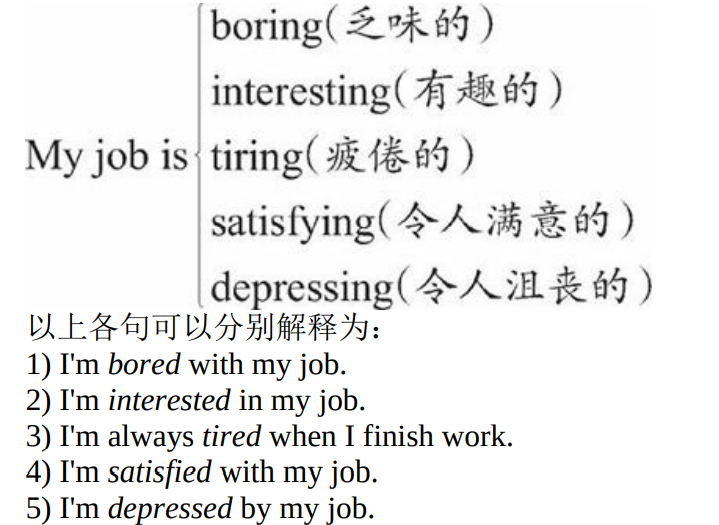 boring(乏味的)
interesting(有趣的)
My job is tiring(疲倦的)
satisfying(令人满意的)
depressing(令人沮丧的)
以上各句可以分别解释为：
1) I'm bored with my job.
2) I'm interested in my job.
3) I'm always tired when I finish work.
4) I'm satisfied with my job.
5) I'm depressed by my job.